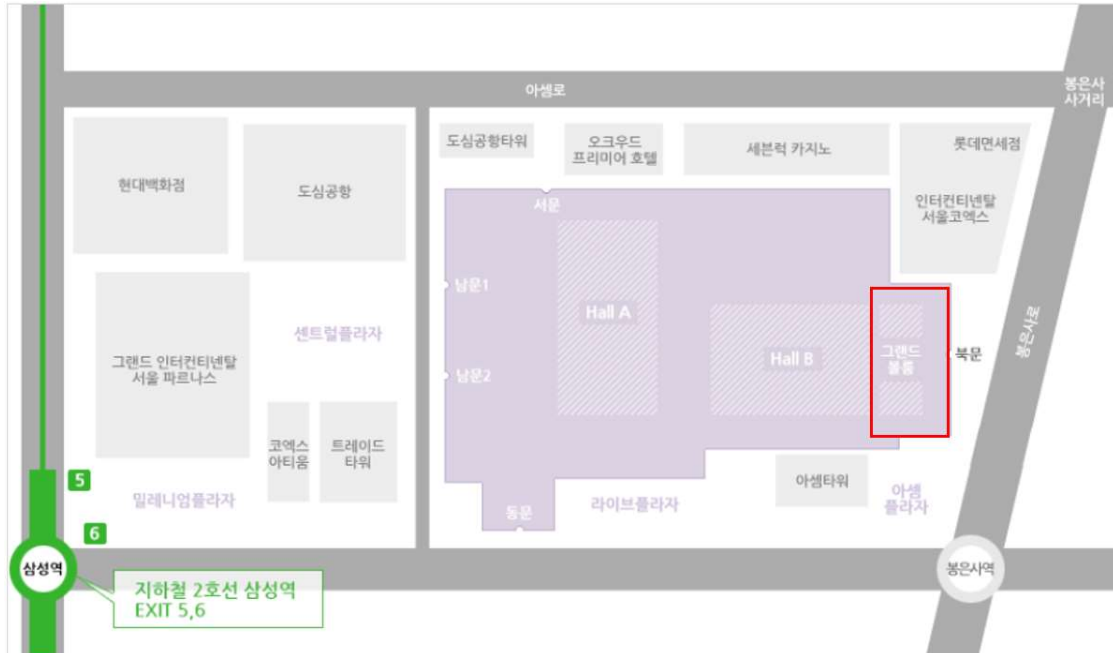 아셈로
봉은사
사거리
도심공항타워
오크우드
프리미어 호텔
세븐럭 카지노
롯데면세점
현대백화점
도심공항
인터컨티넨탈
서울코엑스
서문
남문1
Hall A
센트럴플라자
봉은사로
그랜드
볼룸
북문
Hall B
그랜드 인터컨티넨탈
서울 파르나스
남문2
코엑스
아티움
트레이드
타워
5
밀레니엄플라자
아셈타워
아셈
플라자
라이브플라자
동문
6
삼성역
봉은사역
지하철 2호선 삼성역
EXIT 5,6